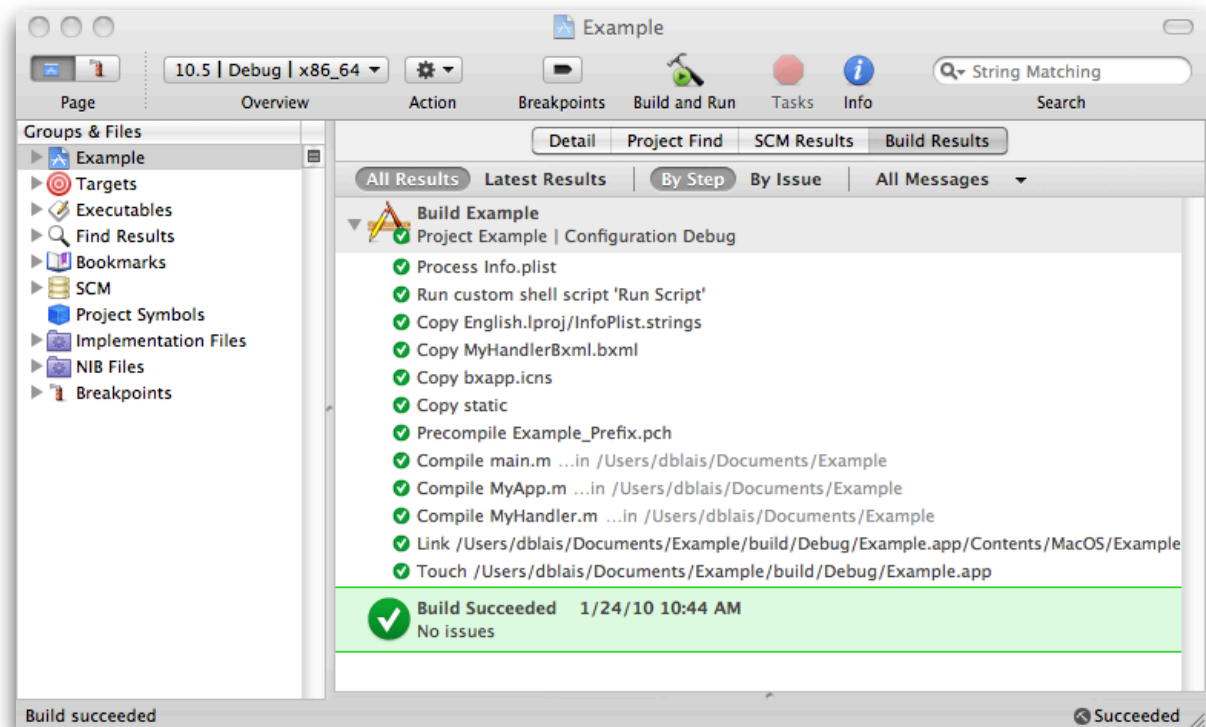 Example
10.5 | Debug | x86_64
String Matching
Page
Overview
Action
Breakpoints
Build and Run
Tasks
Info
Search
Groups & Files
Example
Targets
Executables
Find Results
Bookmarks
SCM
Project Symbols
Implementation Files
NIB Files
Breakpoints
Detail
Project Find
SCM Results
Build Results
All Results
Latest Results
By Step
By Issue
All Messages
Build Example
Project Example | Configuration Debug
Process Info.plist
Run custom shell script 'Run Script'
Copy English.lproj/InfoPlist.strings
Copy MyHandlerBxml.bxml
Copy bxapp.icns
Copy static
Precompile Example_Prefix.pch
Compile main.m ...in /Users/dblais/Documents/Example
Compile MyApp.m ...in /Users/dblais/Documents/Example
Compile MyHandler.m ...in /Users/dblais/Documents/Example
Link /Users/dblais/Documents/Example/build/Debug/Example.app/Contents/MacOS/Example
Touch /Users/dblais/Documents/Example/build/Debug/Example.app
Build Succeeded 1/24/10 10:44 AM
No issues
Build succeeded
Succeeded